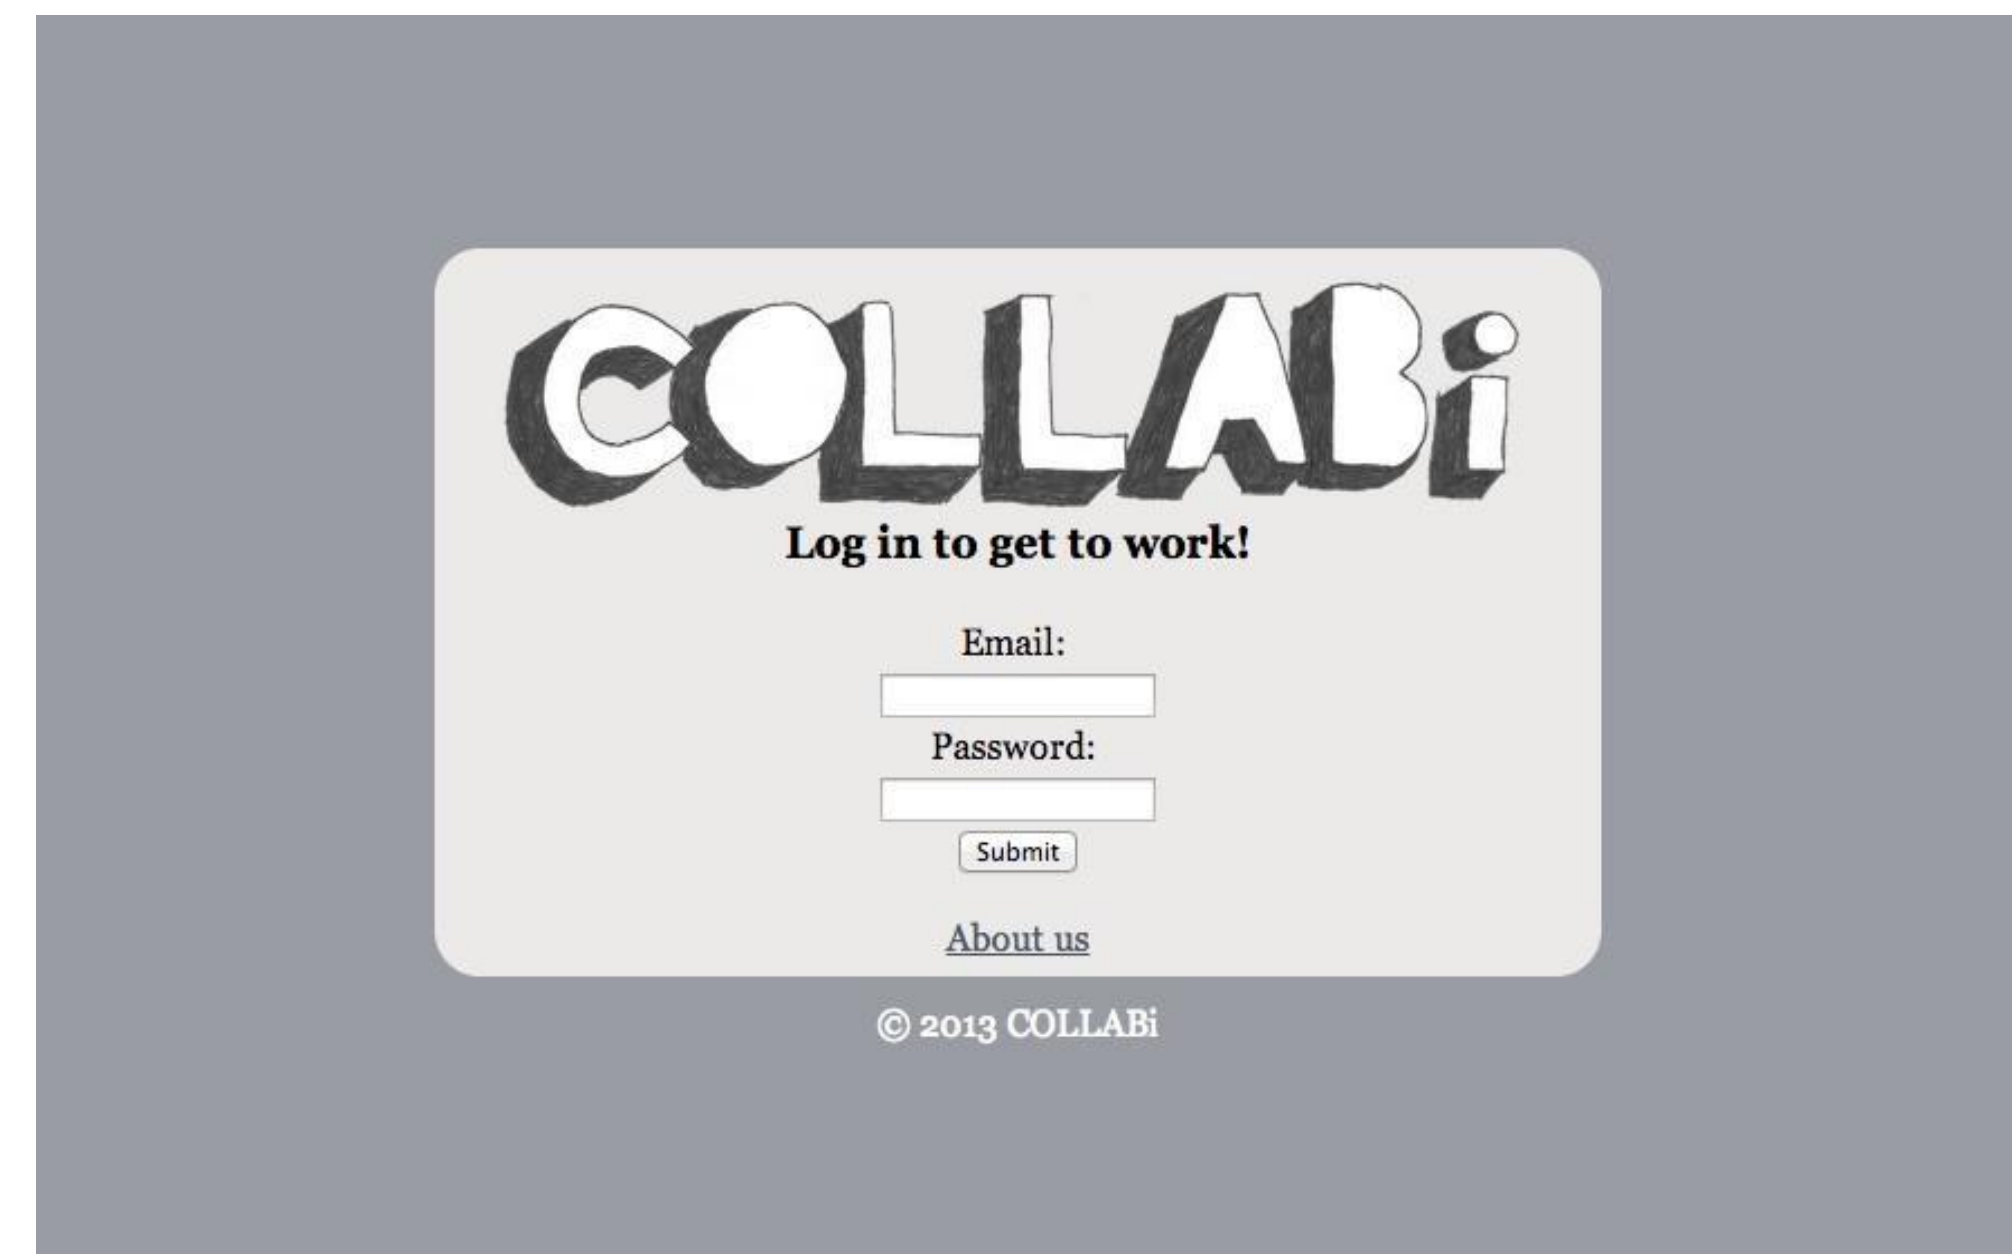 COLLABi
Log in to get to work!
Email:
Password:
Submit
About us
© 2013 COLLABi